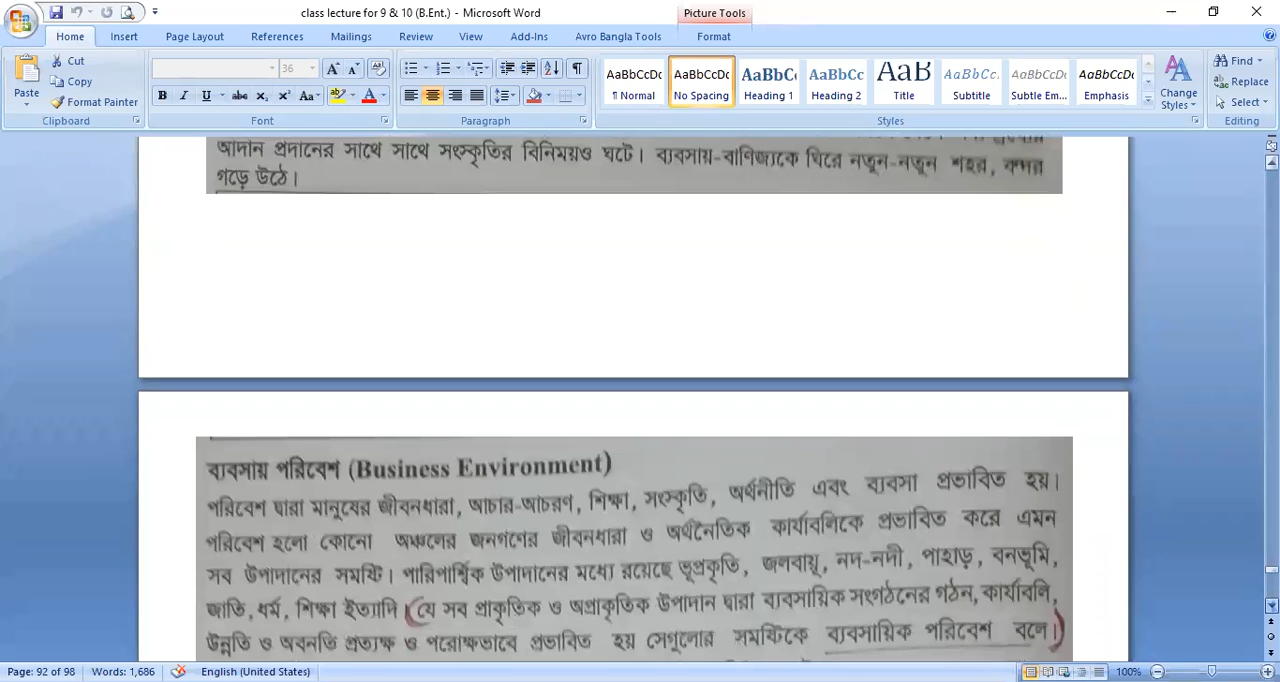 class lecture for 9 & 10 (B.Ent.) - Microsoft Word
Picture Tools
Home Insert Page Layout References Mailings Review View Add-Ins Avro Bangla Tools Format
Paste
Cut
Copy
Format Painter
Clipboard
36
Font
Paragraph
AaBbCcDc AaBbCcDc AaBbC AaBbCc AaB AaBbCc. AaBbCcDc AaBbCcDc
¶ Normal No Spacing Heading 1 Heading 2 Title Subtitle Subtle Em... Emphasis
Change Styles
Styles
Find
Replace
Select
Editing
আদান প্রদানের সাথে সাথে সংস্কৃতির বিনিময়ও ঘটে। ব্যবসায়-বাণিজ্যকে ঘিরে নতুন-নতুন শহর, বন্দর
গড়ে উঠে।
ব্যবসায় পরিবেশ (Business Environment)
পরিবেশ দ্বারা মানুষের জীবনধারা, আচার-আচরণ, শিক্ষা, সংস্কৃতি, অর্থনীতি এবং ব্যবসা প্রভাবিত হয়।
পরিবেশ হলো কোনো অঞ্চলের জনগণের জীবনধারা ও অর্থনৈতিক কার্যাবলিকে প্রভাবিত করে এমন
সব উপাদানের সমষ্টি। পারিপার্শ্বিক উপাদানের মধ্যে রয়েছে ভূপ্রকৃতি, জলবায়ূ, নদ-নদী, পাহাড়, বনভূমি,
জাতি, ধর্ম, শিক্ষা ইত্যাদি। (যে সব প্রাকৃতিক ও অপ্রাকৃতিক উপাদান দ্বারা ব্যবসায়িক সংগঠনের গঠন, কার্যাবলি,
উন্নতি ও অবনতি প্রত্যক্ষ ও পরোক্ষভাবে প্রভাবিত হয় সেগুলোর সমষ্টিকে ব্যবসায়িক পরিবেশ বলে।)
Page: 92 of 98 Words: 1,686 English (United States) 100%